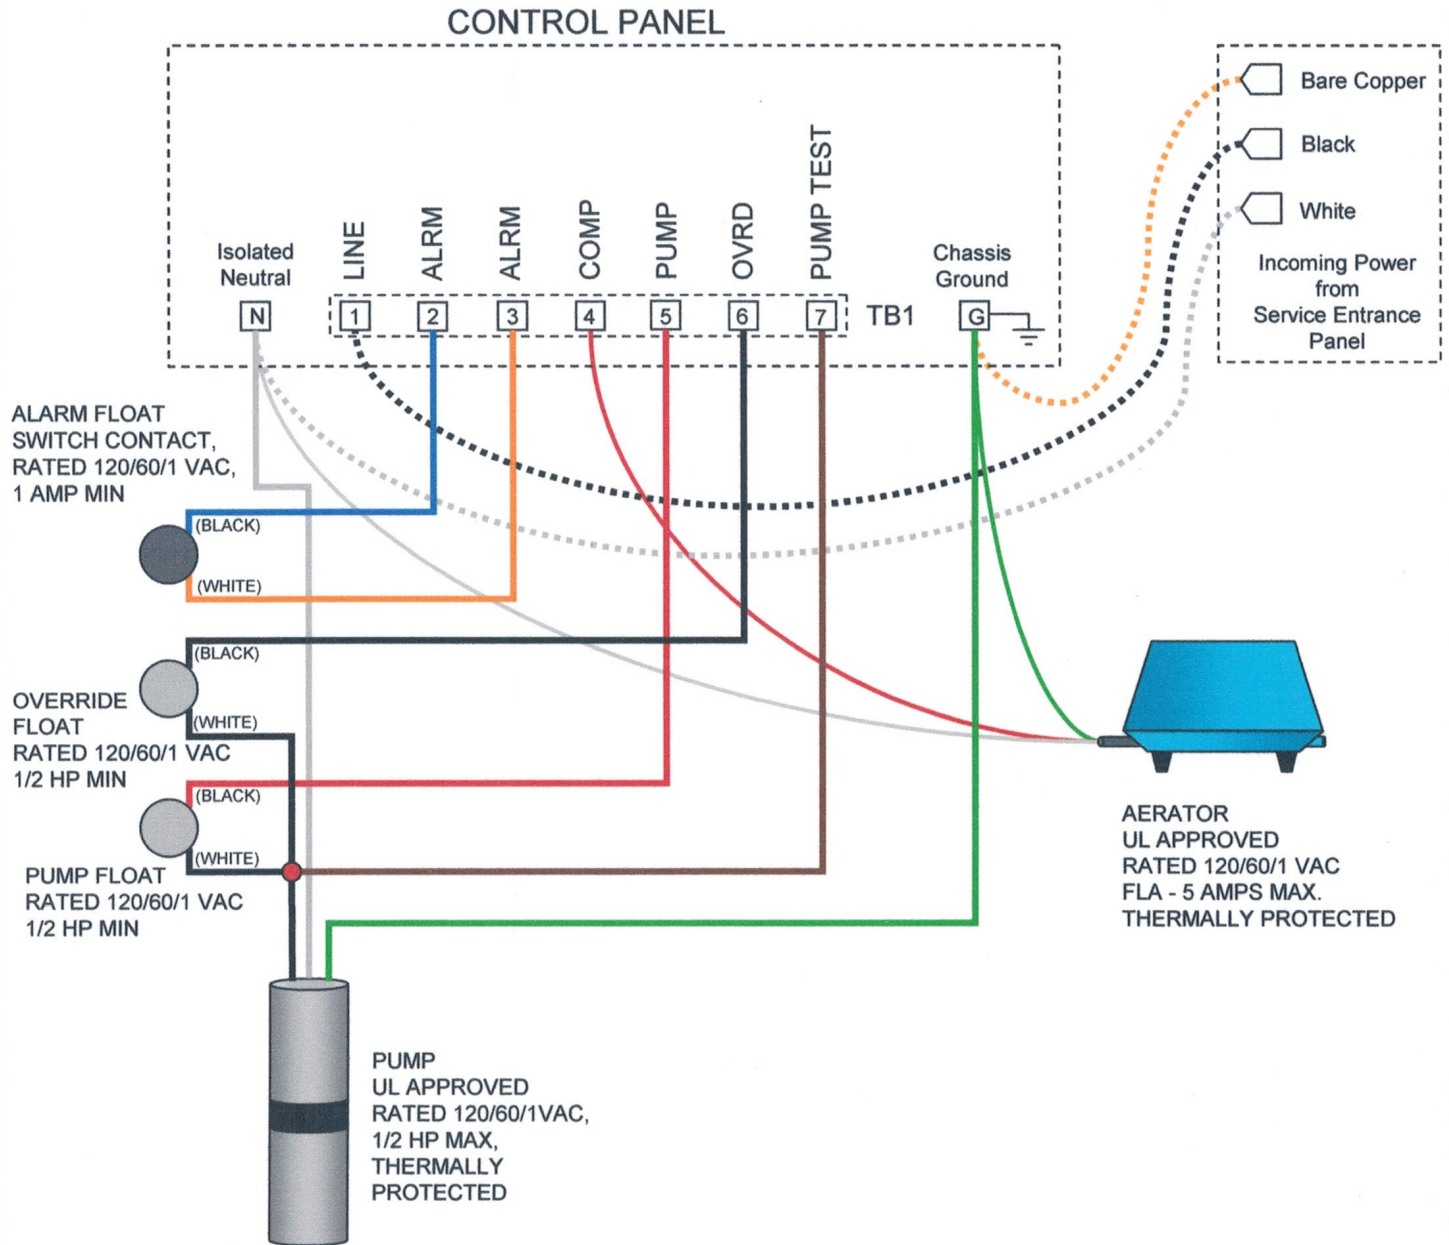 CONTROL PANEL
Bare Copper
Black
White
Incoming Power
from
Service Entrance
Panel
Isolated
Neutral
LINE
ALRM
ALRM
COMP
PUMP
OVRD
PUMP TEST
Chassis
Ground
N
1
2
3
4
5
6
7
TB1
G
ALARM FLOAT
SWITCH CONTACT,
RATED 120/60/1 VAC,
1 AMP MIN
(BLACK)
(WHITE)
(BLACK)
(WHITE)
OVERRIDE
FLOAT
RATED 120/60/1 VAC
1/2 HP MIN
(BLACK)
(WHITE)
PUMP FLOAT
RATED 120/60/1 VAC
1/2 HP MIN
AERATOR
UL APPROVED
RATED 120/60/1 VAC
FLA - 5 AMPS MAX.
THERMALLY PROTECTED
PUMP
UL APPROVED
RATED 120/60/1VAC,
1/2 HP MAX,
THERMALLY
PROTECTED